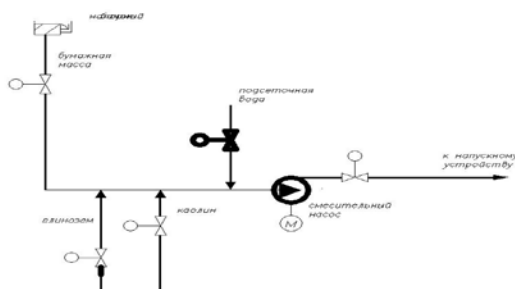 бумажная
масса
подсеточная
вода
к напускному
устройству
глинозем
каолин
смесительный
насос
М